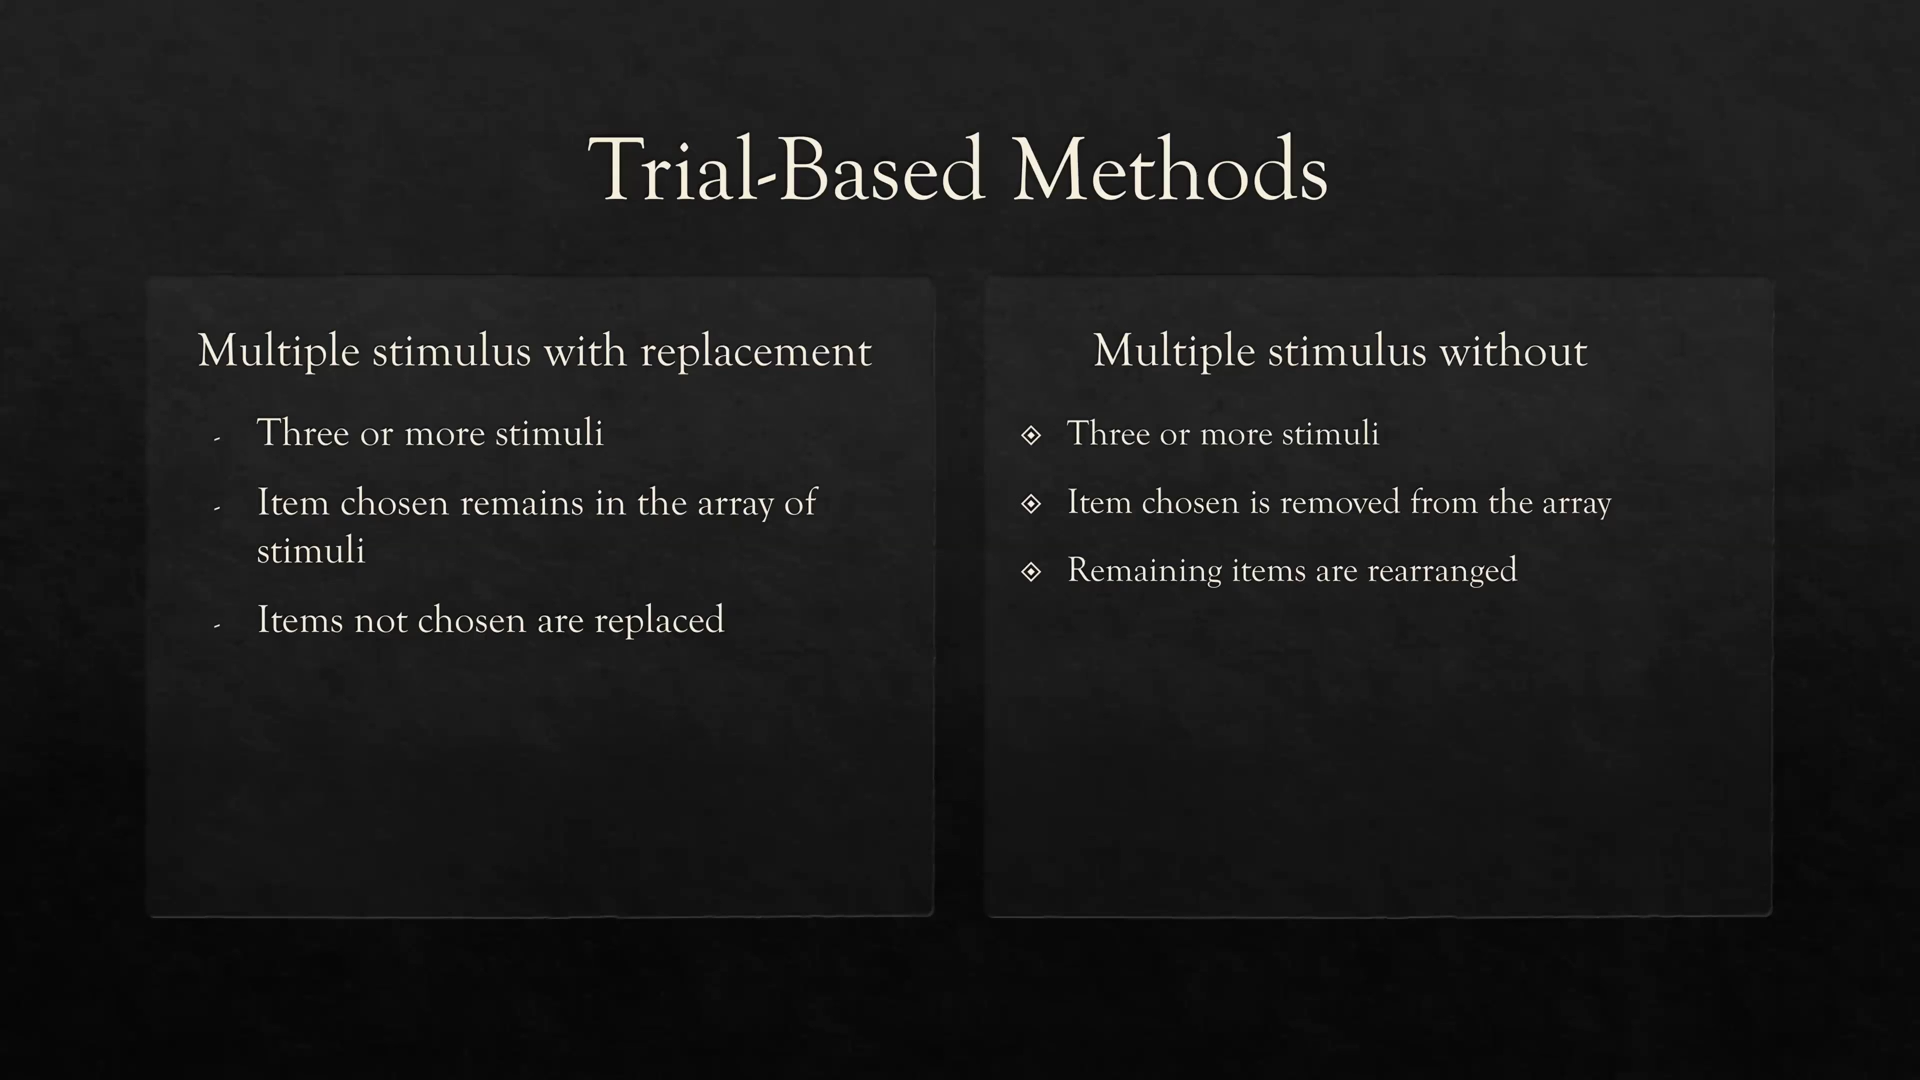 Trial-Based Methods
Multiple stimulus with replacement
- Three or more stimuli
- Item chosen remains in the array of
stimuli
- Items not chosen are replaced
Multiple stimulus without
Three or more stimuli
Item chosen is removed from the array
Remaining items are rearranged